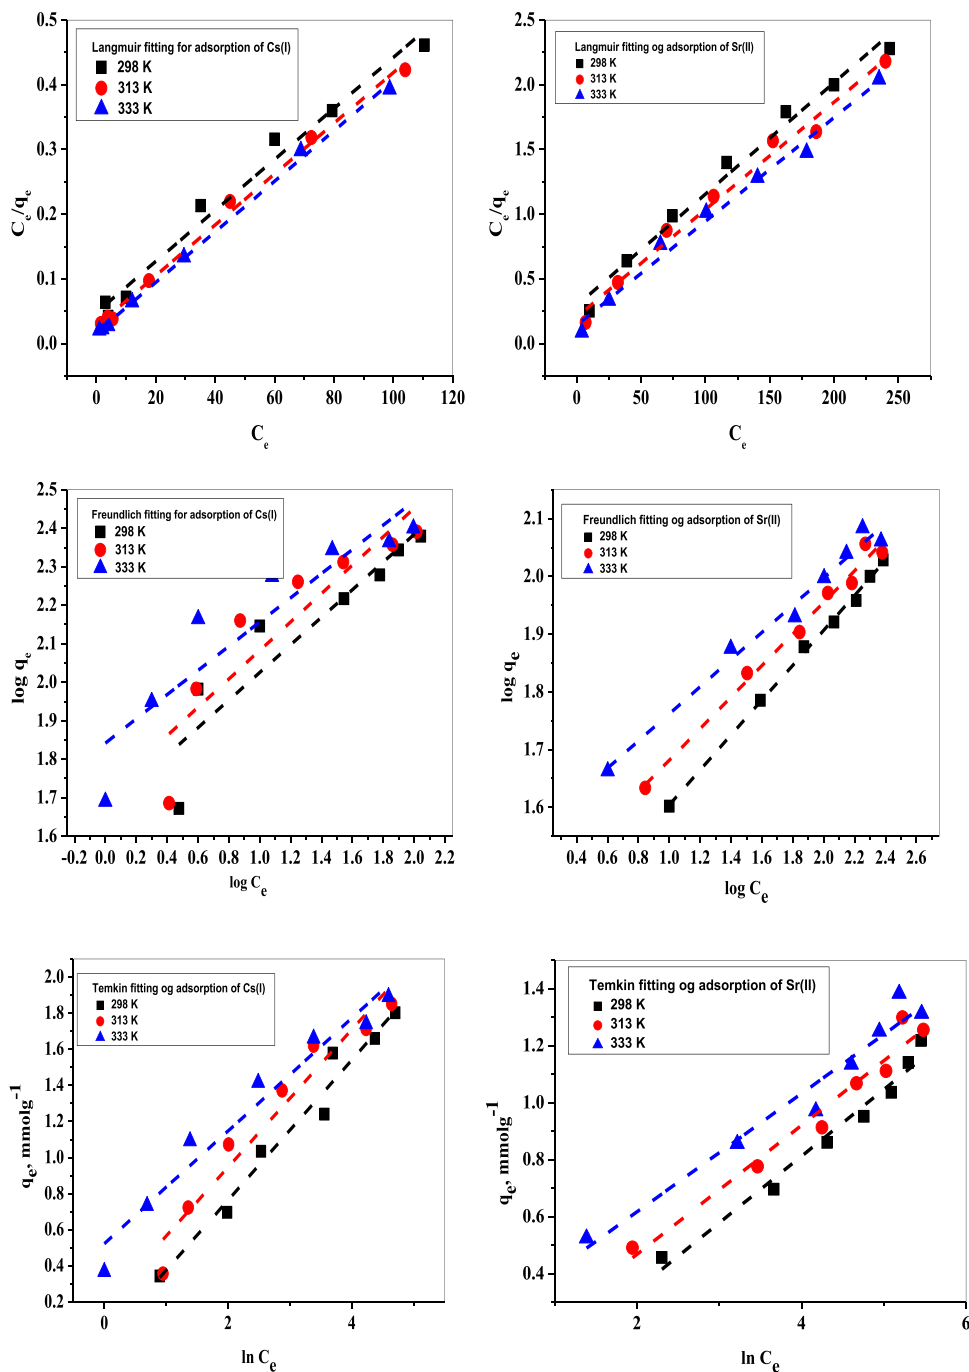 Langmuir fitting for adsorption of Cs(I)
298 K
313 K
333 K
0.5
0.4
0.3
0.2
0.1
0.0
Ce/qe
0 20 40 60 80 100 120
Ce
Langmuir fitting og adsorption of Sr(II)
298 K
313 K
333 K
2.5
2.0
1.5
1.0
0.5
0.0
Ce/qe
0 50 100 150 200 250
Ce
Freundlich fitting for adsorption of Cs(I)
298 K
313 K
333 K
2.5
2.4
2.3
2.2
2.1
2.0
1.9
1.8
1.7
1.6
log qe
-0.2 0.0 0.2 0.4 0.6 0.8 1.0 1.2 1.4 1.6 1.8 2.0 2.2
log Ce
Freundlich fitting og adsorption of Sr(II)
298 K
313 K
333 K
2.1
2.0
1.9
1.8
1.7
1.6
log qe
0.4 0.6 0.8 1.0 1.2 1.4 1.6 1.8 2.0 2.2 2.4 2.6
log Ce
Temkin fitting og adsorption of Cs(I)
298 K
313 K
333 K
2.0
1.8
1.6
1.4
1.2
1.0
0.8
0.6
0.4
0.2
qe, mmolg-1
0 2 4
ln Ce
Temkin fitting og adsorption of Sr(II)
298 K
313 K
333 K
1.4
1.2
1.0
0.8
0.6
0.4
qe, mmolg-1
2 4 6
ln Ce